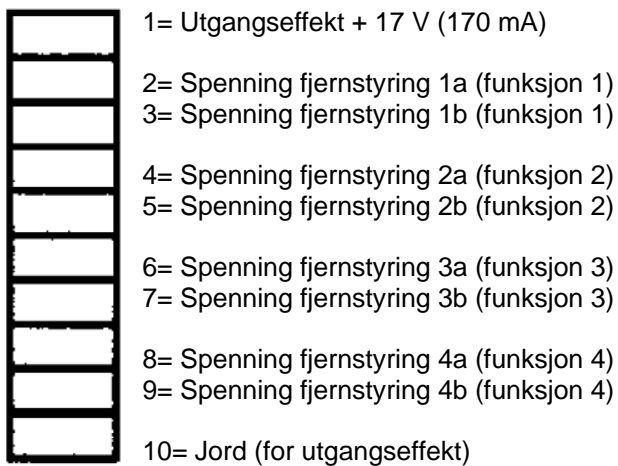 1= Utgangseffekt + 17 V (170 mA)
2= Spenning fjernstyring 1a (funksjon 1)
3= Spenning fjernstyring 1b (funksjon 1)
4= Spenning fjernstyring 2a (funksjon 2)
5= Spenning fjernstyring 2b (funksjon 2)
6= Spenning fjernstyring 3a (funksjon 3)
7= Spenning fjernstyring 3b (funksjon 3)
8= Spenning fjernstyring 4a (funksjon 4)
9= Spenning fjernstyring 4b (funksjon 4)
10= Jord (for utgangseffekt)